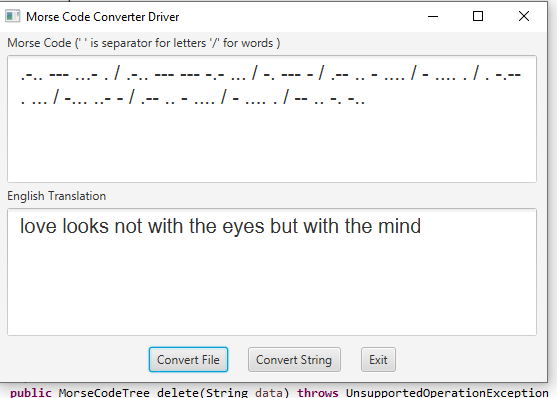 Morse Code Converter Driver
Morse Code (' ' is separator for letters '/' for words )
.-.. --- ...- . / .-.. --- --- -.- ... / -. --- - / .-- .. - .... / - .... . / . -.--
. ... / -... ..- - / .-- .. - .... / - .... . / -- .. -. -..
English Translation
love looks not with the eyes but with the mind
Convert File Convert String Exit
public MorseCodeTree delete(String data) throws UnsupportedOperationException